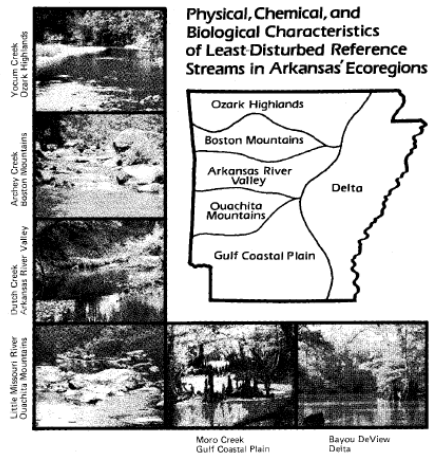 Physical, Chemical, and
Biological Characteristics
of Least-Disturbed Reference
Streams in Arkansas' Ecoregions
Ozark Highlands
Boston Mountains
Arkansas River
Valley
Ouachita
Mountains
Delta
Gulf Coastal Plain
Yocum Creek
Ozark Highlands
Archey Creek
Boston Mountains
Dutch Creek
Arkansas River Valley
Little Missouri River
Ouachita Mountains
Moro Creek
Gulf Coastal Plain
Bayou DeView
Delta